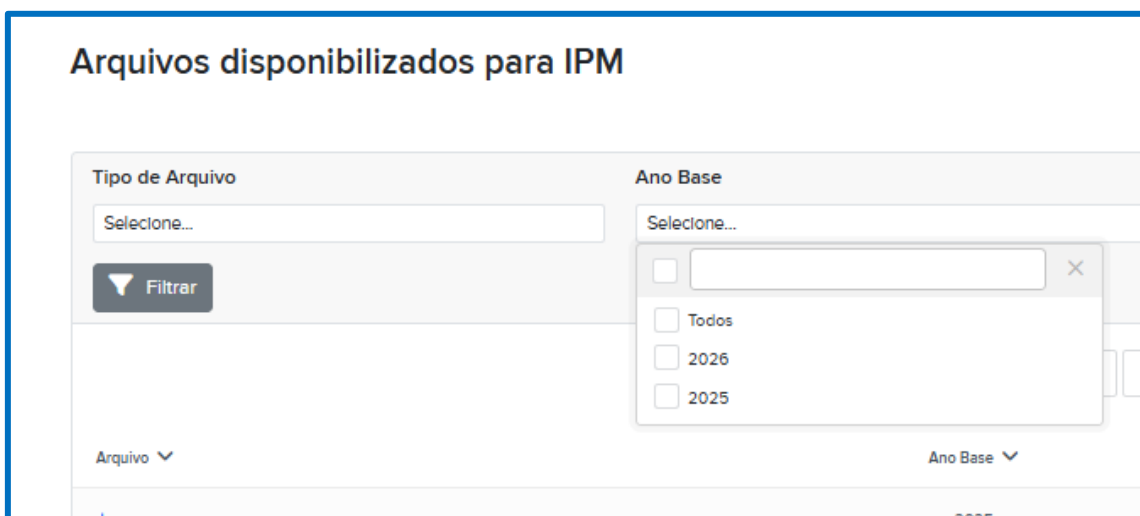 Arquivos disponibilizados para IPM
Tipo de Arquivo
Ano Base
Selecione...
Selecione...
Filtrar
Todos
2026
2025
Arquivo
Ano Base